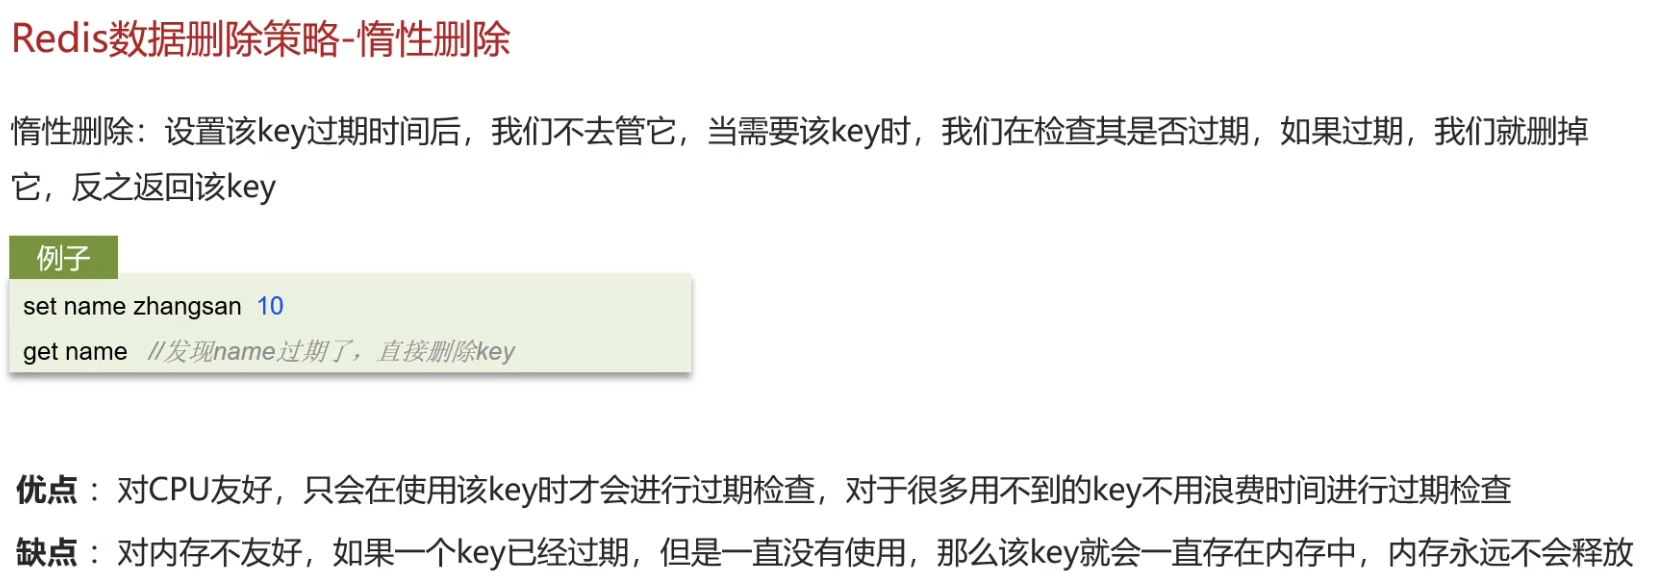 Redis数据删除策略-惰性删除
惰性删除：设置该key过期时间后，我们不去管它，当需要该key时，我们在检查其是否过期，如果过期，我们就删掉
它，反之返回该key
例子
set name zhangsan 10
get name //发现name过期了，直接删除key
优点 ：对CPU友好，只会在使用该key时才会进行过期检查，对于很多用不到的key不用浪费时间进行过期检查
缺点 ：对内存不友好，如果一个key已经过期，但是一直没有使用，那么该key就会一直存在内存中，内存永远不会释放